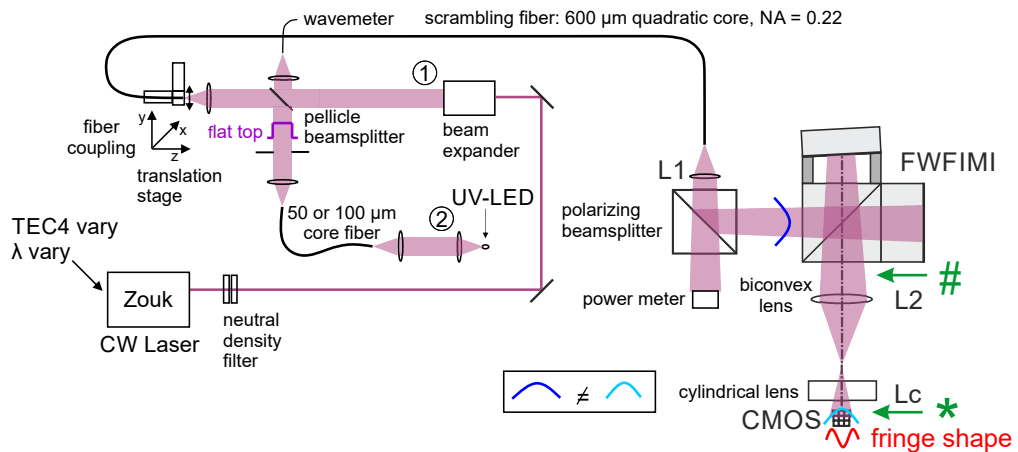 wavemeter
scrambling fiber: 600 µm quadratic core, NA = 0.22
①
y
x
z
fiber
coupling
translation
stage
flat top
pellicle
beamsplitter
beam
expander
FWFIMI
L1
UV-LED
50 or 100 µm
core fiber
②
polarizing
beamsplitter
TEC4 vary
λ vary
Zouk
CW Laser
neutral
density
filter
power meter
biconvex
lens
L2
#
cylindrical lens
Lc
*
≠
CMOS
fringe shape